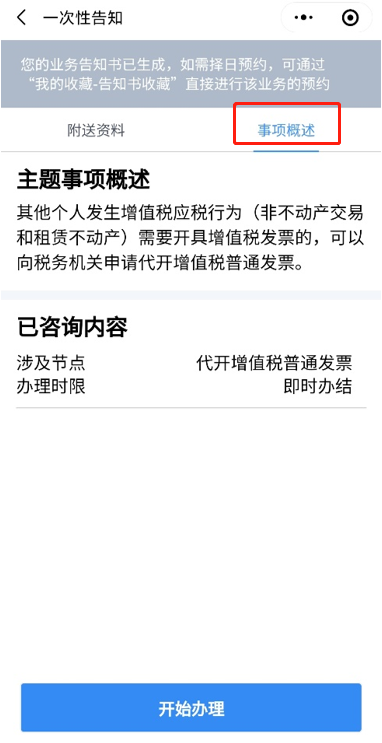 一次性告知
您的业务告知书已生成，如需择日预约，可通过
“我的收藏-告知书收藏”直接进行该业务的预约
附送资料
事项概述
主题事项概述
其他个人发生增值税应税行为（非不动产交易
和租赁不动产）需要开具增值税发票的，可以
向税务机关申请代开增值税普通发票。
已咨询内容
涉及节点 代开增值税普通发票
办理时限 即时办结
开始办理